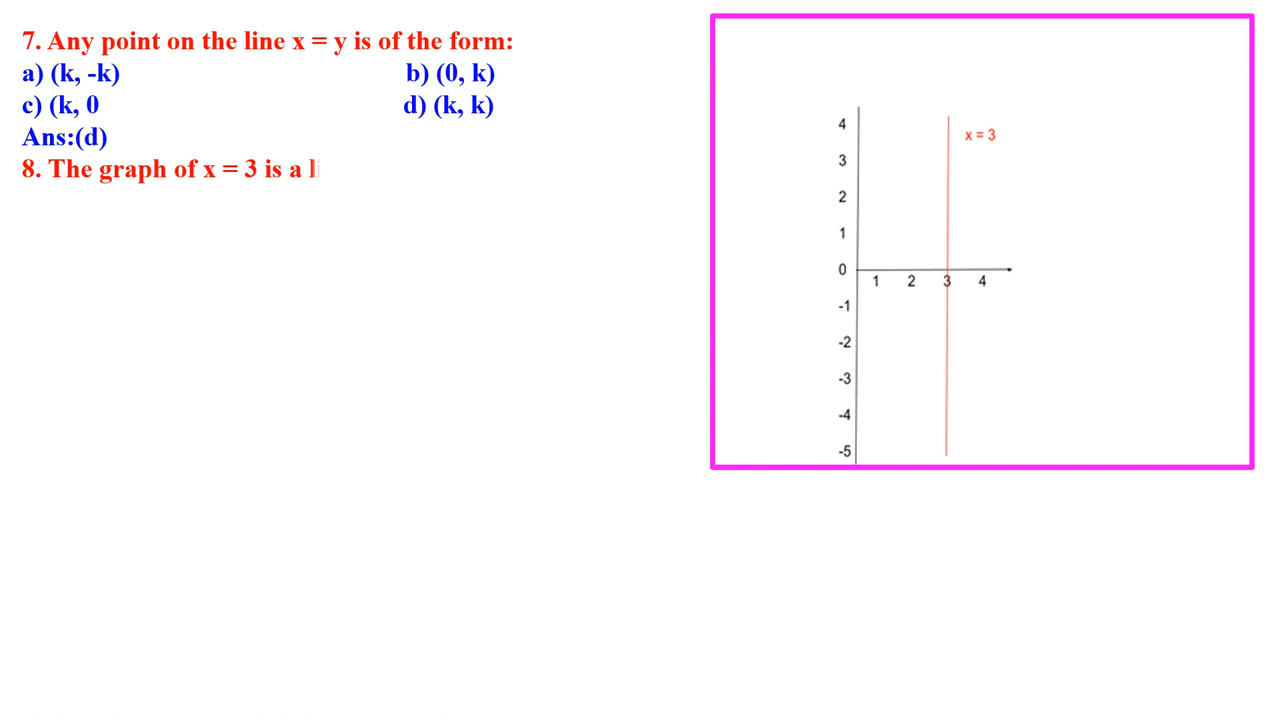 7. Any point on the line x = y is of the form:
a) (k, -k) b) (0, k)
c) (k, 0 d) (k, k)
Ans:(d)
8. The graph of x = 3 is a
4
x = 3
3
2
1
0
1 2 3 4
-1
-2
-3
-4
-5